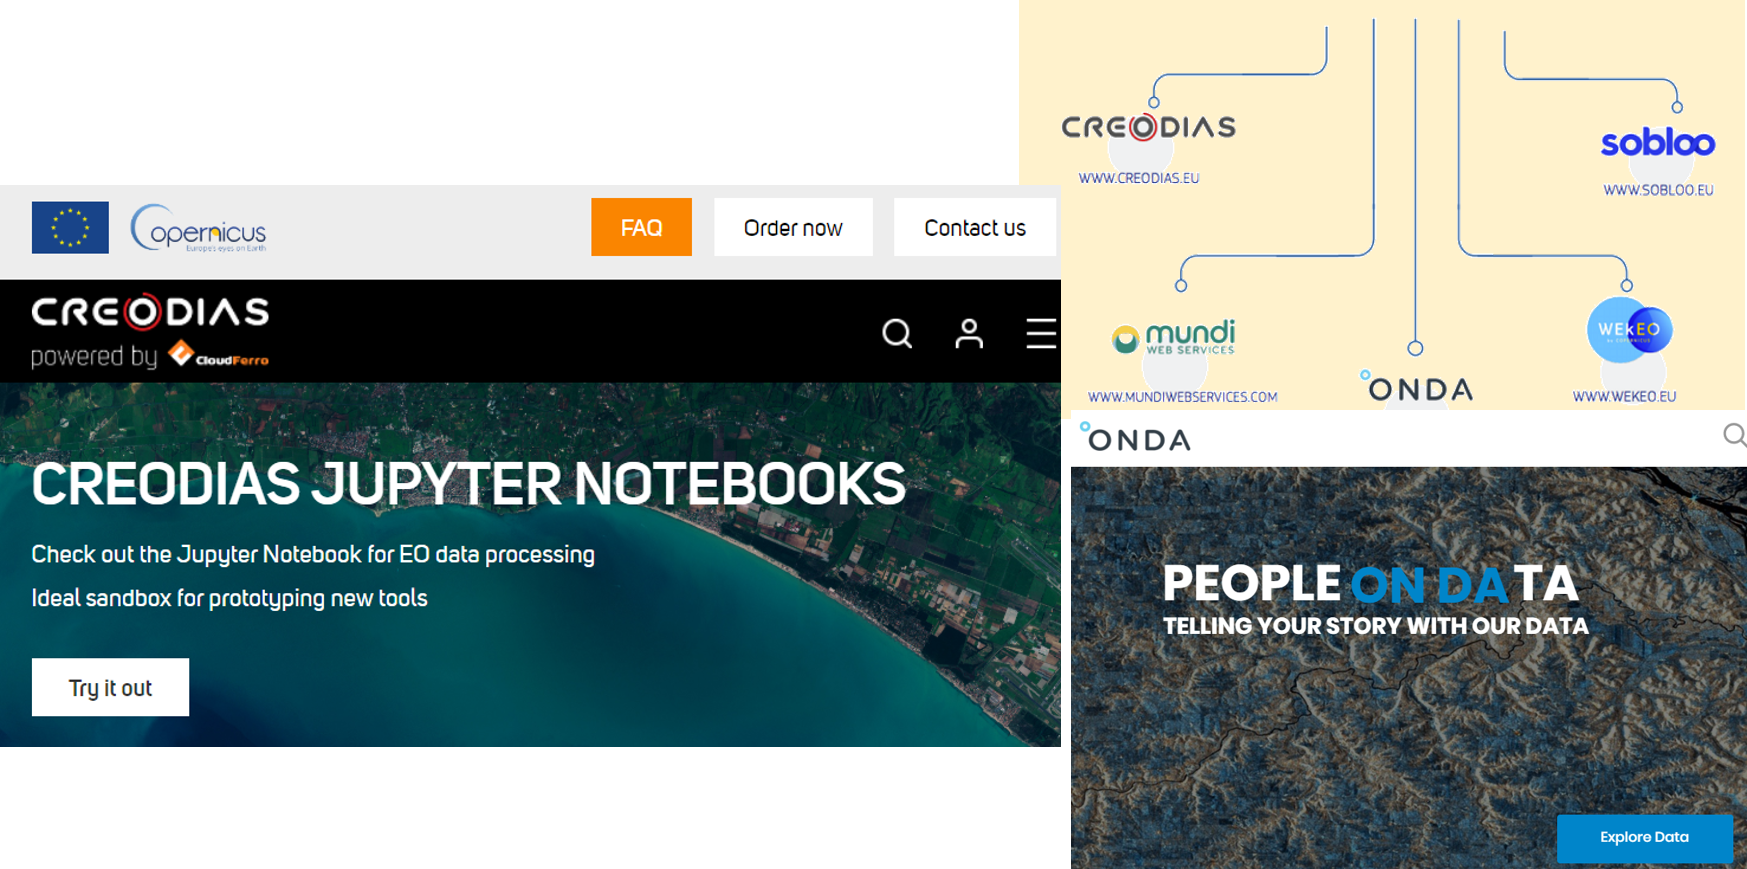 Copernicus
Europe's eyes on Earth
FAQ
Order now
Contact us
CREODIAS
powered by CloudFerro
CREODIAS JUPYTER NOTEBOOKS
Check out the Jupyter Notebook for EO data processing
Ideal sandbox for prototyping new tools
Try it out
CREODIAS
WWW.CREODIAS.EU
sobloo
WWW.SOBLOO.EU
mundi
WEB SERVICES
WWW.MUNDIWEBSERVICES.COM
ONDA
WEkEO
WWW.WEKEO.EU
ONDA
PEOPLE ON DATA
TELLING YOUR STORY WITH OUR DATA
Explore Data